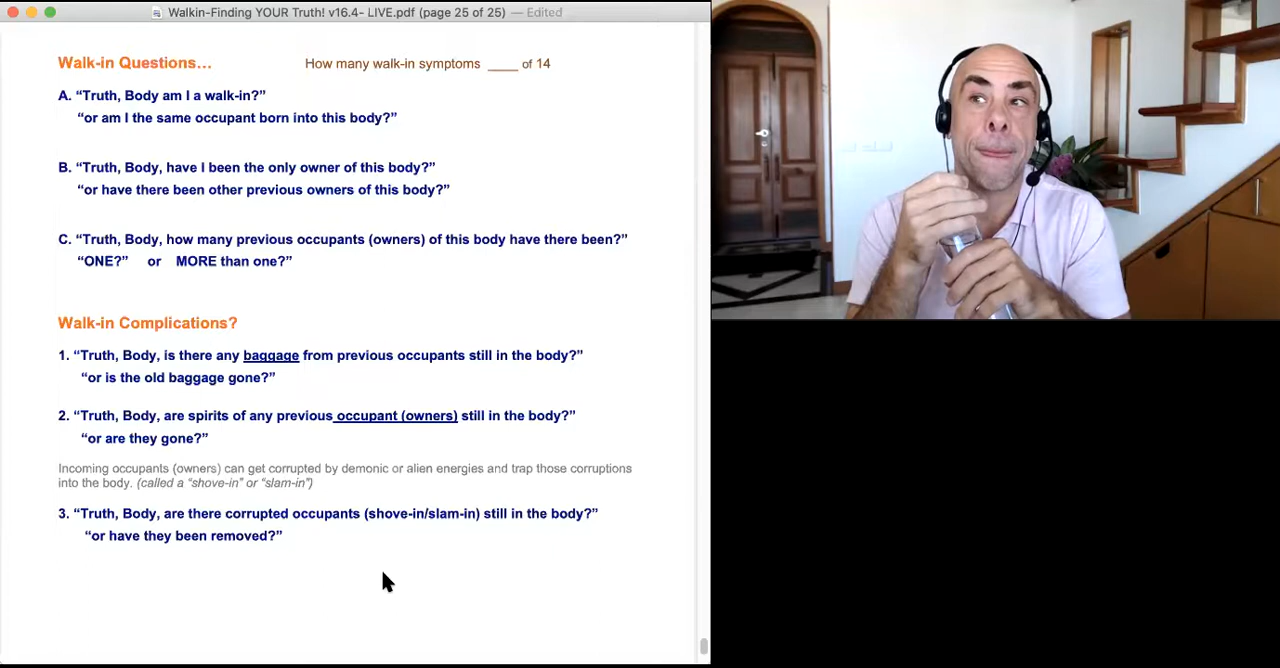 Walkin-Finding YOUR Truth! v16.4- LIVE.pdf (page 25 of 25) — Edited
Walk-in Questions… How many walk-in symptoms ____ of 14
A. “Truth, Body am I a walk-in?”
“or am I the same occupant born into this body?”
B. “Truth, Body, have I been the only owner of this body?”
“or have there been other previous owners of this body?”
C. “Truth, Body, how many previous occupants (owners) of this body have there been?”
“ONE?” or MORE than one?”
Walk-in Complications?
1. “Truth, Body, is there any baggage from previous occupants still in the body?”
“or is the old baggage gone?”
2. “Truth, Body, are spirits of any previous occupant (owners) still in the body?”
“or are they gone?”
Incoming occupants (owners) can get corrupted by demonic or alien energies and trap those corruptions
into the body. (called a “shove-in” or “slam-in”)
3. “Truth, Body, are there corrupted occupants (shove-in/slam-in) still in the body?”
“or have they been removed?”